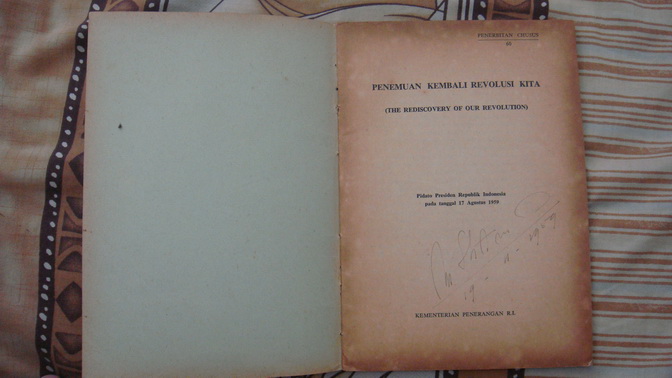 PENERBITAN CHUSUS
PENEMUAN KEMBALI REVOLUSI KITA
(THE REDISCOVERY OF OUR REVOLUTION)
Pidato Presiden Republik Indonesia
pada tanggal 17 Agustus 1959
KEMENTERIAN PENERANGAN R.I.